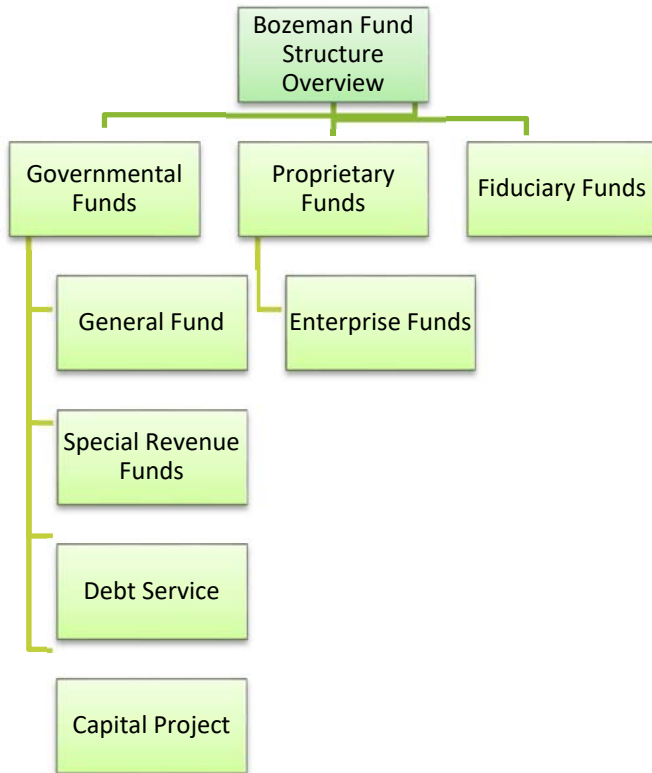 Bozeman Fund
Structure
Overview
Governmental
Funds
Proprietary
Funds
Fiduciary Funds
General Fund
Enterprise Funds
Special Revenue
Funds
Debt Service
Capital Project